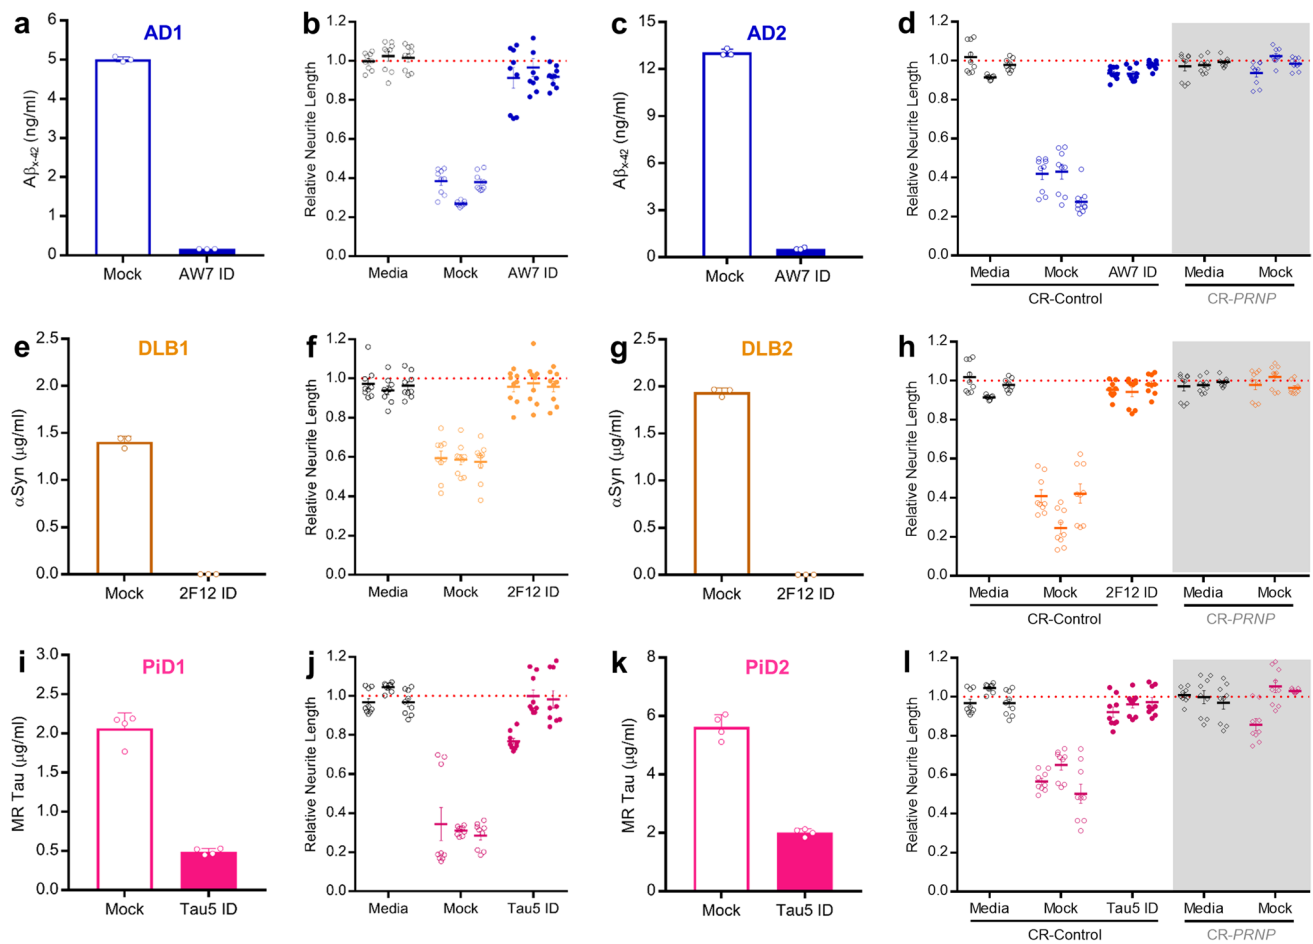 a
AD1
Aβx-42 (ng/ml)
6
5
4
3
2
1
0
Mock
AW7 ID
b
Relative Neurite Length
1.2
1.0
0.8
0.6
0.4
0.2
0.0
Media
Mock
AW7 ID
c
AD2
Aβx-42 (ng/ml)
15
12
9
6
3
0
Mock
AW7 ID
d
Relative Neurite Length
1.2
1.0
0.8
0.6
0.4
0.2
0.0
Media
Mock
AW7 ID
Media
Mock
CR-Control
CR-PRNP
e
DLB1
αSyn (μg/ml)
2.5
2.0
1.5
1.0
0.5
0.0
Mock
2F12 ID
f
Relative Neurite Length
1.2
1.0
0.8
0.6
0.4
0.2
0.0
Media
Mock
2F12 ID
g
DLB2
αSyn (μg/ml)
2.5
2.0
1.5
1.0
0.5
0.0
Mock
2F12 ID
h
Relative Neurite Length
1.2
1.0
0.8
0.6
0.4
0.2
0.0
Media
Mock
2F12 ID
Media
Mock
CR-Control
CR-PRNP
i
PiD1
MR Tau (μg/ml)
3.0
2.5
2.0
1.5
1.0
0.5
0.0
Mock
Tau5 ID
j
Relative Neurite Length
1.2
1.0
0.8
0.6
0.4
0.2
0.0
Media
Mock
Tau5 ID
k
PiD2
MR Tau (μg/ml)
8
6
4
2
0
Mock
Tau5 ID
l
Relative Neurite Length
1.2
1.0
0.8
0.6
0.4
0.2
0.0
Media
Mock
Tau5 ID
Media
Mock
CR-Control
CR-PRNP